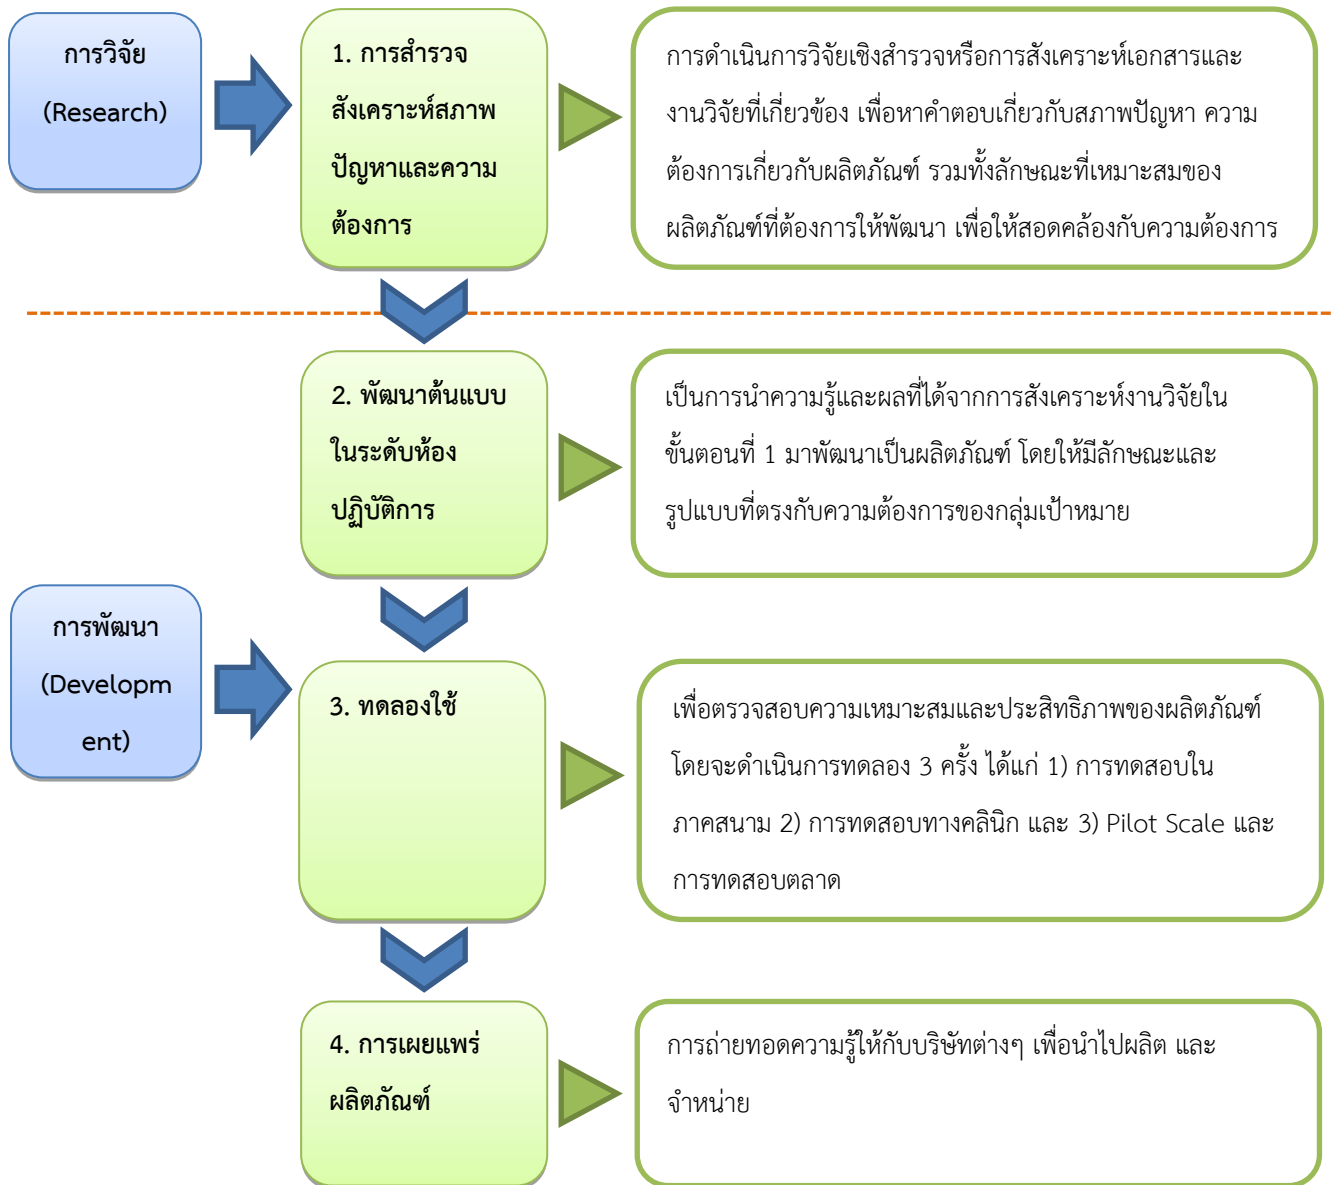 การวิจัย
(Research)
1. การสำรวจ
สังเคราะห์สภาพ
ปัญหาและความ
ต้องการ
การดำเนินการวิจัยเชิงสำรวจหรือการสังเคราะห์เอกสารและ
งานวิจัยที่เกี่ยวข้อง เพื่อหาคำตอบเกี่ยวกับสภาพปัญหา ความ
ต้องการเกี่ยวกับผลิตภัณฑ์ รวมทั้งลักษณะที่เหมาะสมของ
ผลิตภัณฑ์ที่ต้องการให้พัฒนา เพื่อให้สอดคล้องกับความต้องการ
2. พัฒนาต้นแบบ
ในระดับห้อง
ปฏิบัติการ
เป็นการนำความรู้และผลที่ได้จากการสังเคราะห์งานวิจัยใน
ขั้นตอนที่ 1 มาพัฒนาเป็นผลิตภัณฑ์ โดยให้มีลักษณะและ
รูปแบบที่ตรงกับความต้องการของกลุ่มเป้าหมาย
การพัฒนา
(Developm
ent)
3. ทดลองใช้
เพื่อตรวจสอบความเหมาะสมและประสิทธิภาพของผลิตภัณฑ์
โดยจะดำเนินการทดลอง 3 ครั้ง ได้แก่ 1) การทดสอบใน
ภาคสนาม 2) การทดสอบทางคลินิก และ 3) Pilot Scale และ
การทดสอบตลาด
4. การเผยแพร่
ผลิตภัณฑ์
การถ่ายทอดความรู้ให้กับบริษัทต่างๆ เพื่อนำไปผลิต และ
จำหน่าย